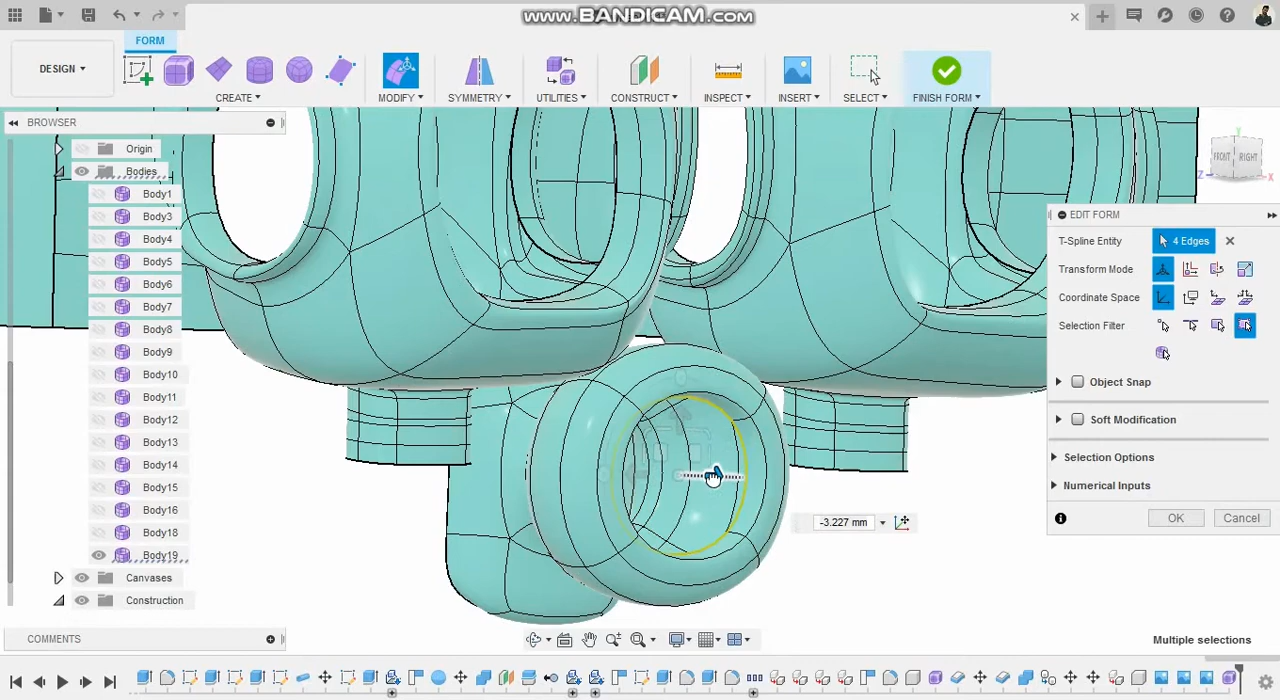 www.BANDICAM.com
FORM
DESIGN
CREATE
MODIFY
SYMMETRY
UTILITIES
CONSTRUCT
INSPECT
INSERT
SELECT
FINISH FORM
BROWSER
Origin
Bodies
Body1
Body3
Body4
Body5
Body6
Body7
Body8
Body9
Body10
Body11
Body12
Body13
Body14
Body15
Body16
Body18
Body19
Canvases
Construction
COMMENTS
FRONT RIGHT
Z X
EDIT FORM
T-Spline Entity 4 Edges
Transform Mode
Coordinate Space
Selection Filter
Object Snap
Soft Modification
Selection Options
Numerical Inputs
OK Cancel
-3.227 mm
Multiple selections